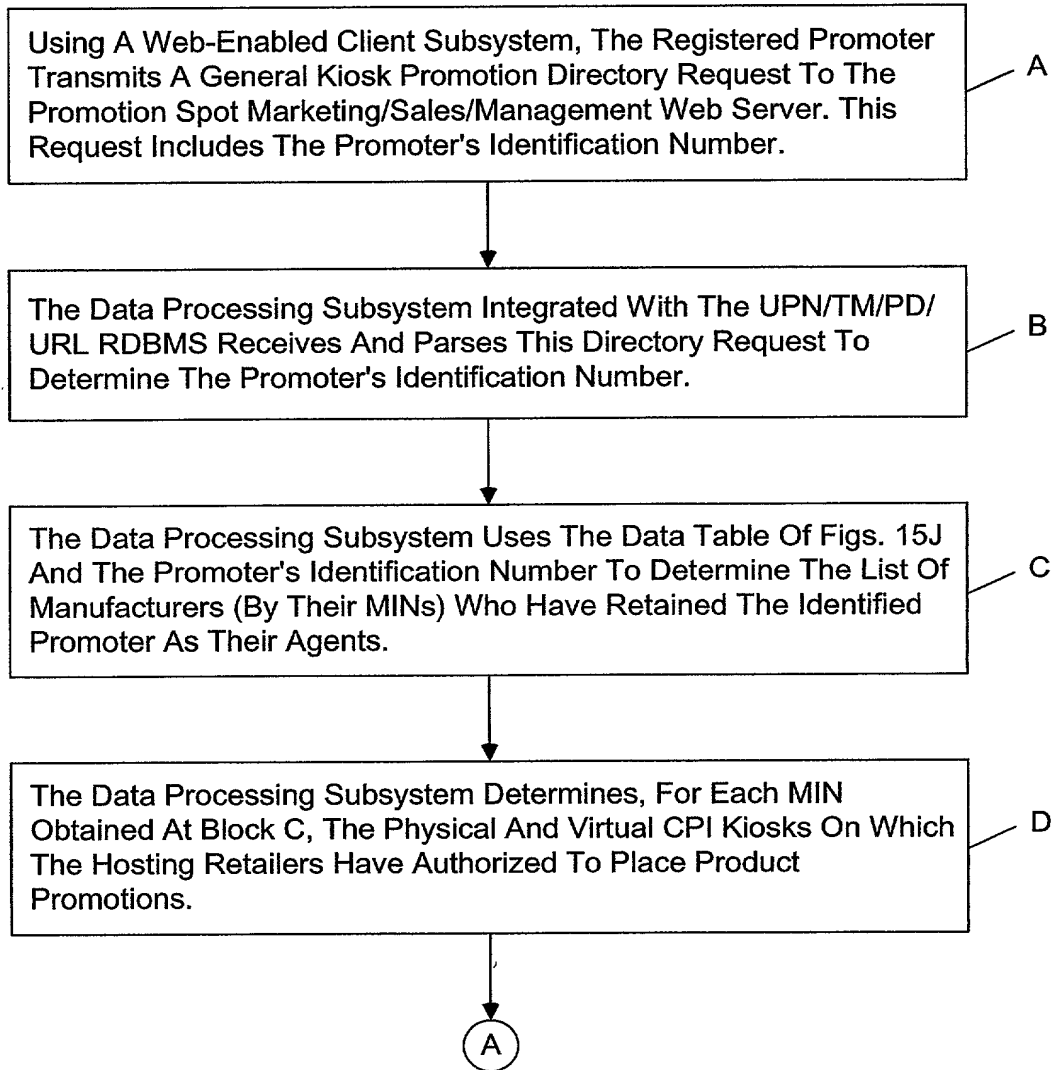 Using A Web-Enabled Client Subsystem, The Registered Promoter
Transmits A General Kiosk Promotion Directory Request To The
Promotion Spot Marketing/Sales/Management Web Server. This
Request Includes The Promoter's Identification Number.
A
The Data Processing Subsystem Integrated With The UPN/TM/PD/
URL RDBMS Receives And Parses This Directory Request To
Determine The Promoter's Identification Number.
B
The Data Processing Subsystem Uses The Data Table Of Figs. 15J
And The Promoter's Identification Number To Determine The List Of
Manufacturers (By Their MINs) Who Have Retained The Identified
Promoter As Their Agents.
C
The Data Processing Subsystem Determines, For Each MIN
Obtained At Block C, The Physical And Virtual CPI Kiosks On Which
The Hosting Retailers Have Authorized To Place Product
Promotions.
D
A